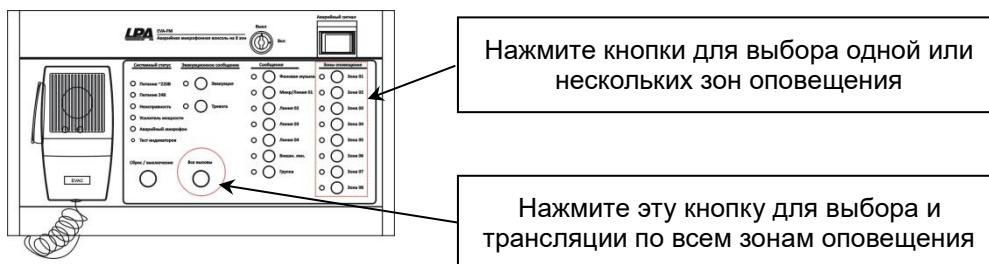 LPA EVA-FM
Аварийная микрофонная консоль на 8 зон
Выкл
Вкл
Аварийный сигнал
Системный статус
Питание ~220В
Питание 24В
Неисправность
Усилитель мощности
Аварийный микрофон
Тест индикаторов
Сброс / выключение
Эвакуационное сообщение
Эвакуация
Тревога
Все вызовы
Сообщения
Фоновая музыка
Микр/Линия 01
Линия 02
Линия 03
Линия 04
Внешн. лин.
Группа
Зоны оповещения
Зона 01
Зона 02
Зона 03
Зона 04
Зона 05
Зона 06
Зона 07
Зона 08
EVAC
Нажмите кнопки для выбора одной или
нескольких зон оповещения
Нажмите эту кнопку для выбора и
трансляции по всем зонам оповещения